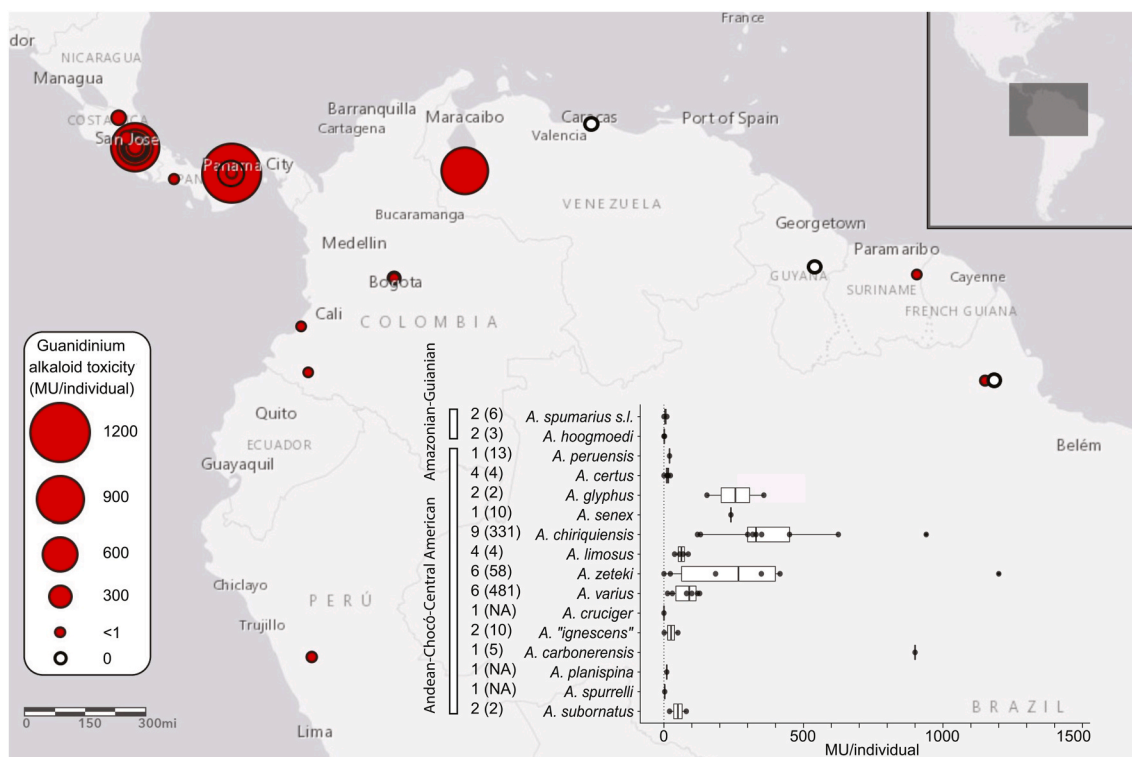 France
dor
NICARAGUA
Managua
Barranquilla
Cartagena
Maracaibo
Caracas
Valencia
Port of Spain
COSTA RICA
San Jose
PAN
Panama City
VENEZUELA
Bucaramanga
Georgetown
Medellin
Paramaribo
Bogota
GUYANA
Cayenne
SURINAME
FRENCH GUIANA
Cali
COLOMBIA
Guanidinium
alkaloid toxicity
(MU/individual)
1200
900
600
300
<1
0
Quito
ECUADOR
Guayaquil
Belém
Chiclayo
PERÚ
Trujillo
Lima
BRAZIL
0 150 300mi
Amazonian-Guianian
Andean-Chocó-Central American
2 (6) A. spumarius s.l.
2 (3) A. hoogmoedi
1 (13) A. peruensis
4 (4) A. certus
2 (2) A. glyphus
1 (10) A. senex
9 (331) A. chiriquiensis
4 (4) A. limosus
6 (58) A. zeteki
6 (481) A. varius
1 (NA) A. cruciger
2 (10) A. "ignescens"
1 (5) A. carbonerensis
1 (NA) A. planispina
1 (NA) A. spurrelli
2 (2) A. subornatus
0 500 1000 1500
MU/individual